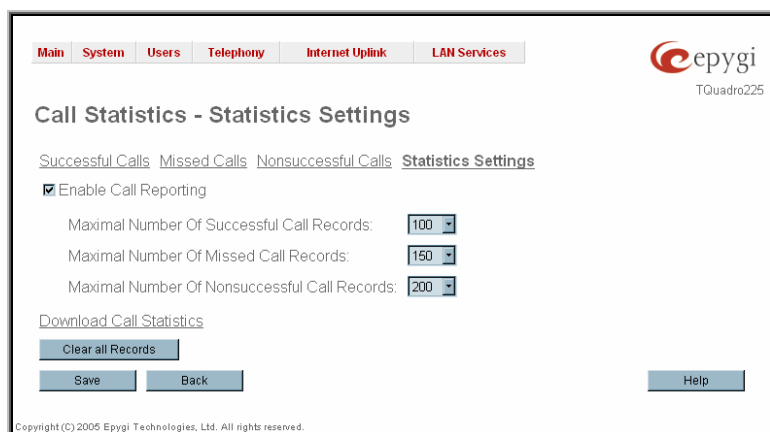 Main System Users Telephony Internet Uplink LAN Services
epygi
TQuadro225
Call Statistics - Statistics Settings
Successful Calls Missed Calls Nonsuccessful Calls Statistics Settings
Enable Call Reporting
Maximal Number Of Successful Call Records: 100
Maximal Number Of Missed Call Records: 150
Maximal Number Of Nonsuccessful Call Records: 200
Download Call Statistics
Clear all Records
Save Back Help
Copyright (C) 2005 Epygi Technologies, Ltd. All rights reserved.